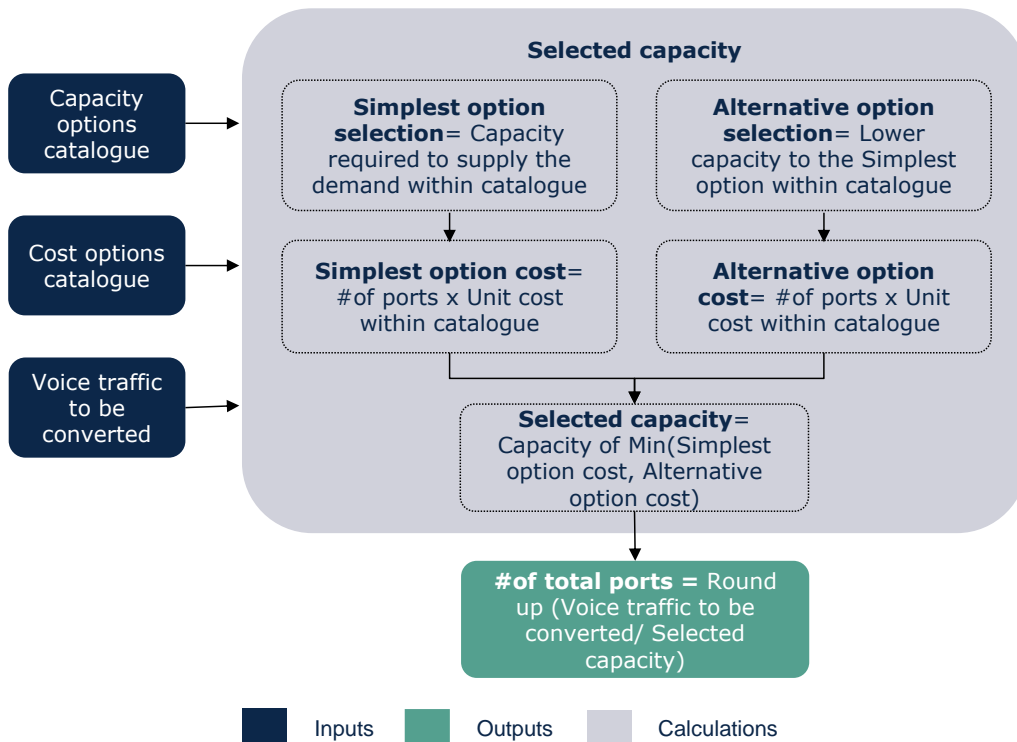 Selected capacity
Capacity
options
catalogue
Simplest option
selection= Capacity
required to supply the
demand within catalogue
Alternative option
selection= Lower
capacity to the Simplest
option within catalogue
Cost options
catalogue
Simplest option cost=
#of ports x Unit cost
within catalogue
Alternative option
cost= #of ports x Unit
cost within catalogue
Voice traffic
to be
converted
Selected capacity=
Capacity of Min(Simplest
option cost, Alternative
option cost)
#of total ports = Round
up (Voice traffic to be
converted/ Selected
capacity)
Inputs
Outputs
Calculations